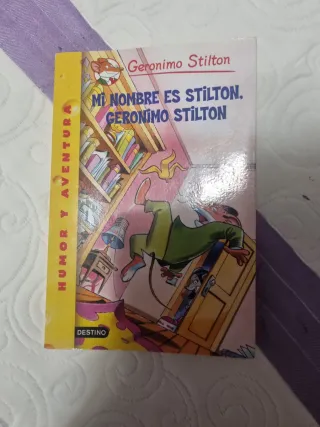 Geronimo Stilton
Mi NOMBRE ES STiLTON.
GERONiMO STiLTON
HUMOR Y AVENTURA
DESTINO